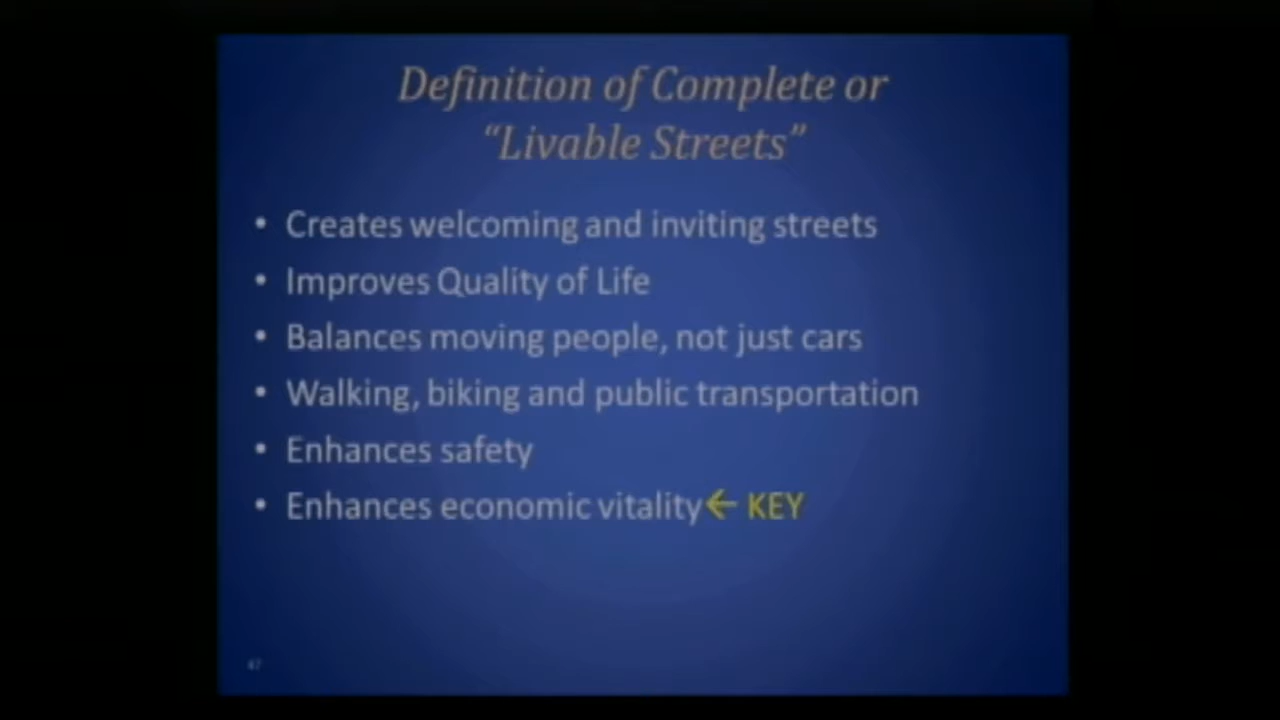 Definition of Complete or
“Livable Streets”
• Creates welcoming and inviting streets
• Improves Quality of Life
• Balances moving people, not just cars
• Walking, biking and public transportation
• Enhances safety
• Enhances economic vitality ← KEY